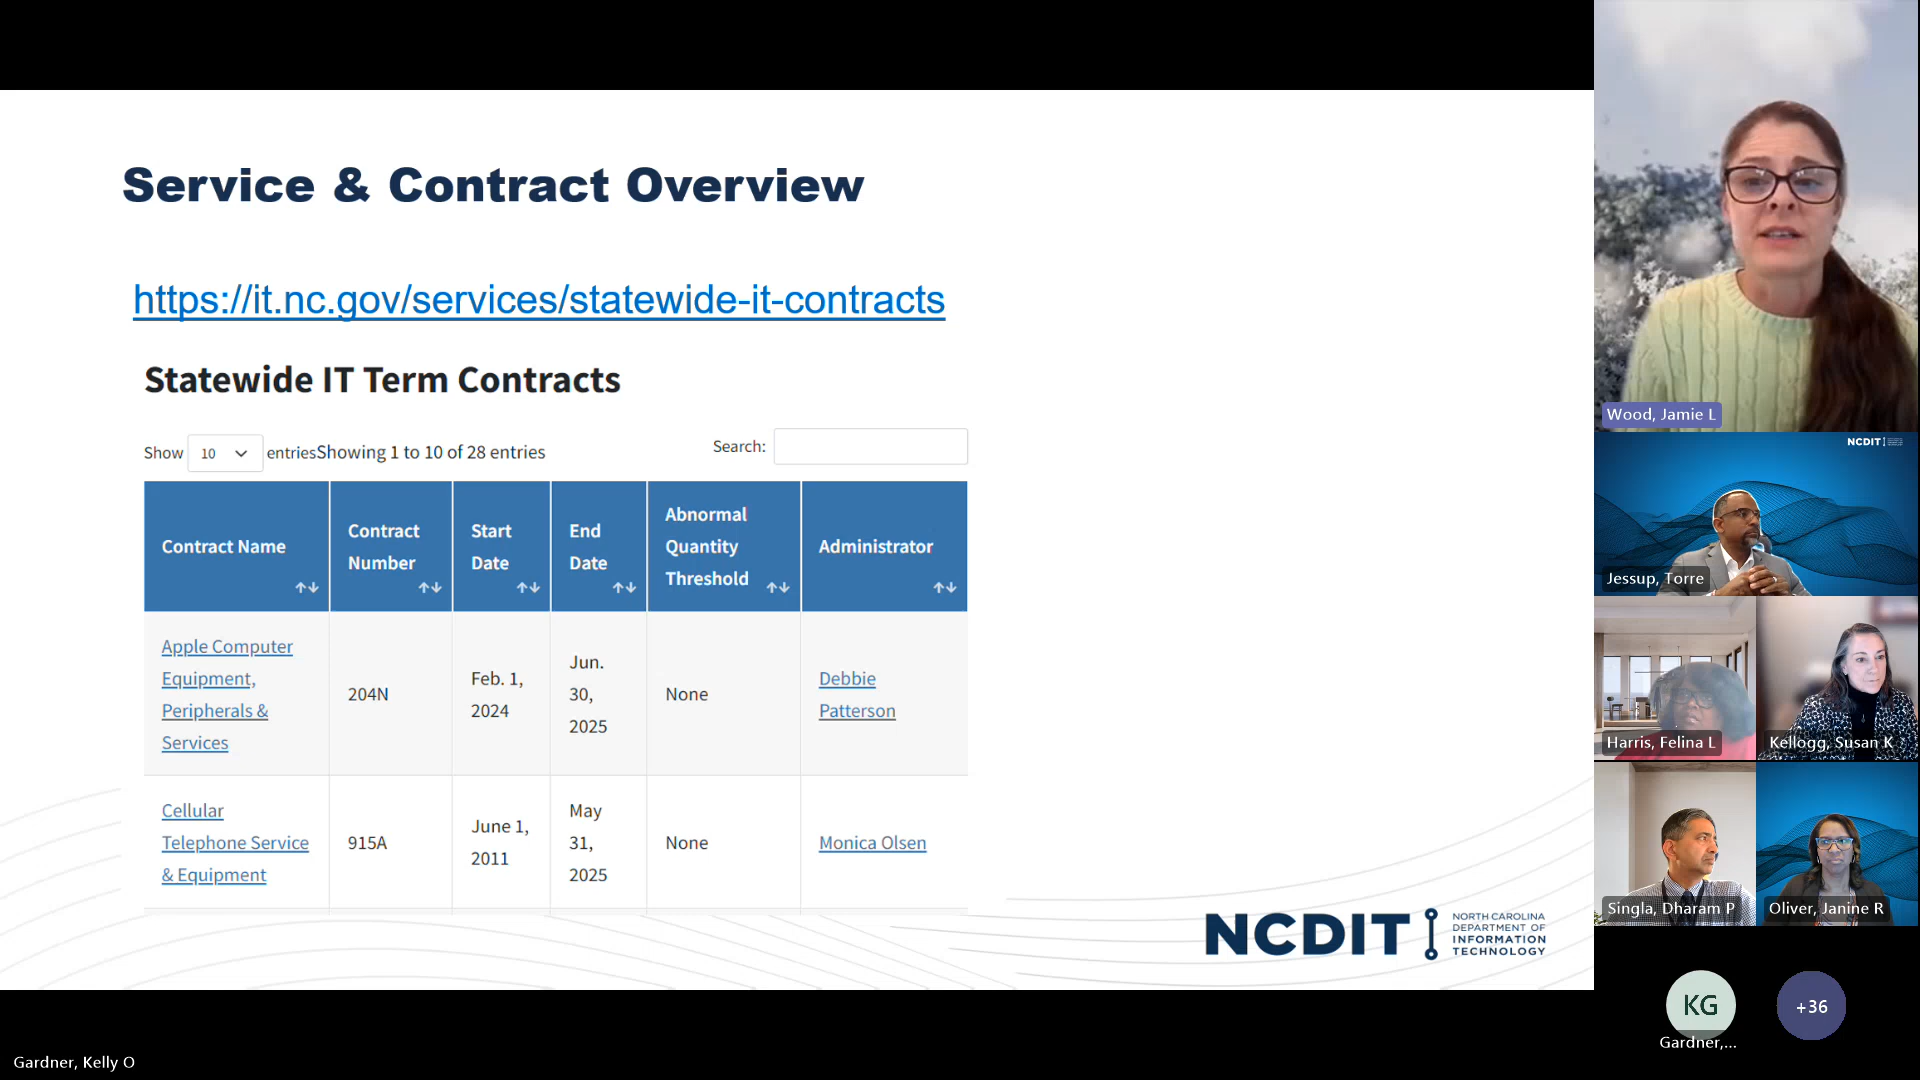 Service & Contract Overview
https://it.nc.gov/services/statewide-it-contracts
Statewide IT Term Contracts
Show 10 entriesShowing 1 to 10 of 28 entries
Search:
Contract Name
Contract
Number
Start
Date
End
Date
Abnormal
Quantity
Threshold
Administrator
Apple Computer
Equipment,
Peripherals &
Services
204N
Feb. 1,
2024
Jun.
30,
2025
None
Debbie
Patterson
Cellular
Telephone Service
& Equipment
915A
June 1,
2011
May
31,
2025
None
Monica Olsen
NCDIT
NORTH CAROLINA
DEPARTMENT OF
INFORMATION
TECHNOLOGY
Wood, Jamie L
NCDIT
Jessup, Torre
Harris, Felina L
Kellogg, Susan K
Singla, Dharam P
Oliver, Janine R
KG
+36
Gardner,...
Gardner, Kelly O